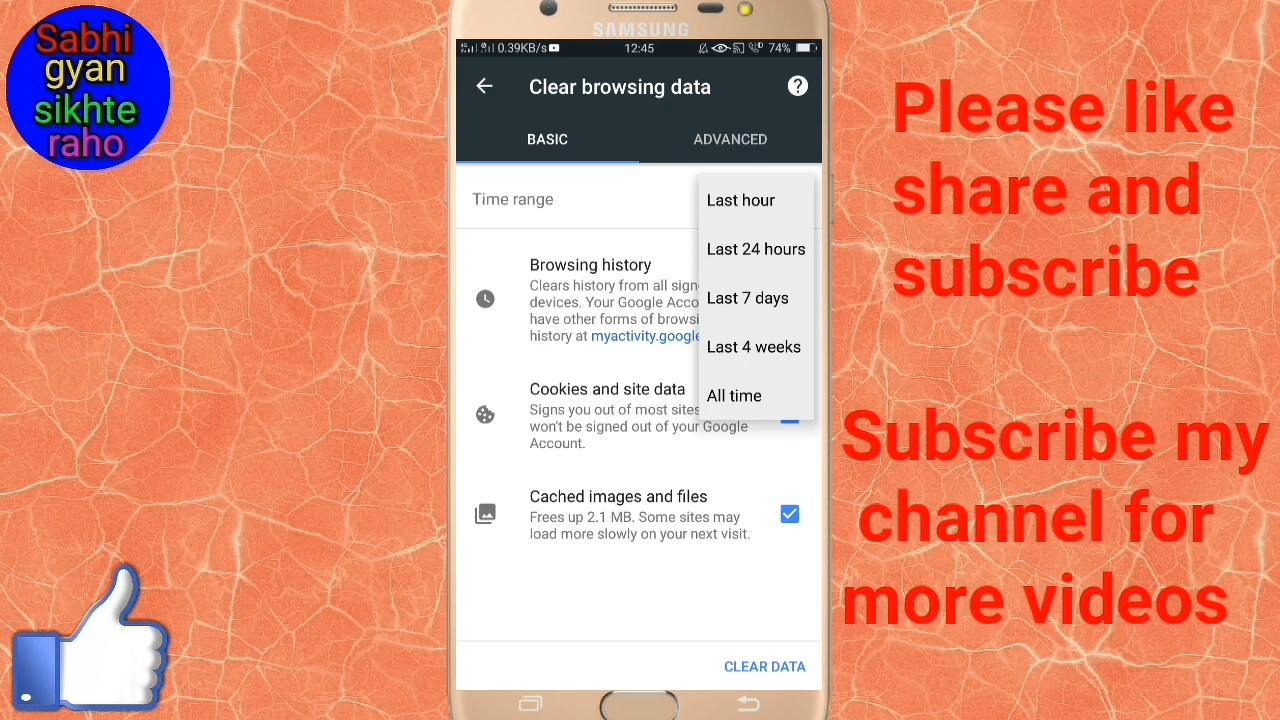 Sabhi
gyan
sikhte
raho
SAMSUNG
0.39KB/s
12:45
74%
Clear browsing data
?
BASIC
ADVANCED
Time range
Last hour
Last 24 hours
Last 7 days
Last 4 weeks
All time
Browsing history
Clears history from all sign
devices. Your Google Acco
have other forms of browsi
history at myactivity.google
Cookies and site data
Signs you out of most sites
won't be signed out of your Google
Account.
Cached images and files
Frees up 2.1 MB. Some sites may
load more slowly on your next visit.
CLEAR DATA
Please like
share and
subscribe
Subscribe my
channel for
more videos